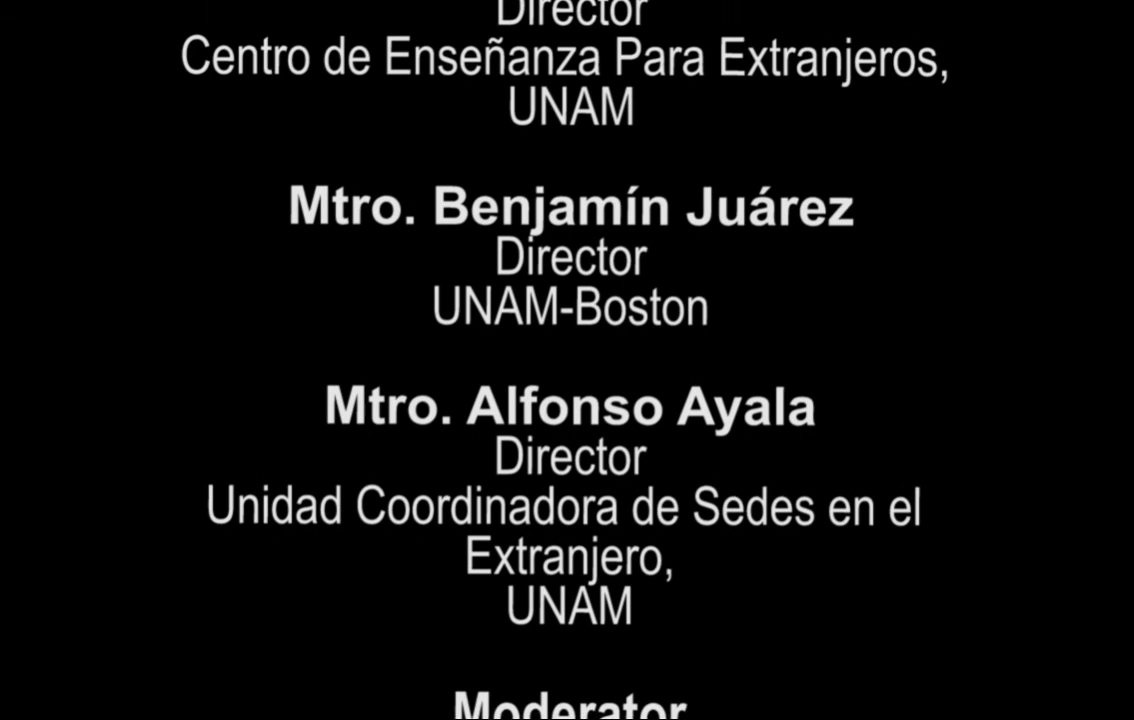 Director
Centro de Enseñanza Para Extranjeros,
UNAM
Mtro. Benjamín Juárez
Director
UNAM-Boston
Mtro. Alfonso Ayala
Director
Unidad Coordinadora de Sedes en el
Extranjero,
UNAM
Moderator